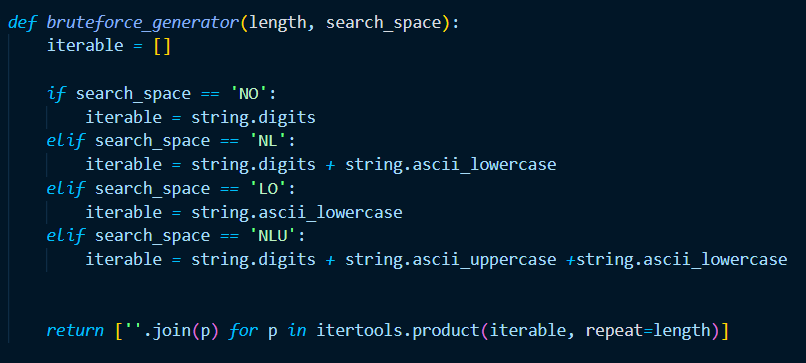 def bruteforce_generator(length, search_space):
    iterable = []
    if search_space == 'NO':
        iterable = string.digits
    elif search_space == 'NL':
        iterable = string.digits + string.ascii_lowercase
    elif search_space == 'LO':
        iterable = string.ascii_lowercase
    elif search_space == 'NLU':
        iterable = string.digits + string.ascii_uppercase +string.ascii_lowercase
    return [''.join(p) for p in itertools.product(iterable, repeat=length)]